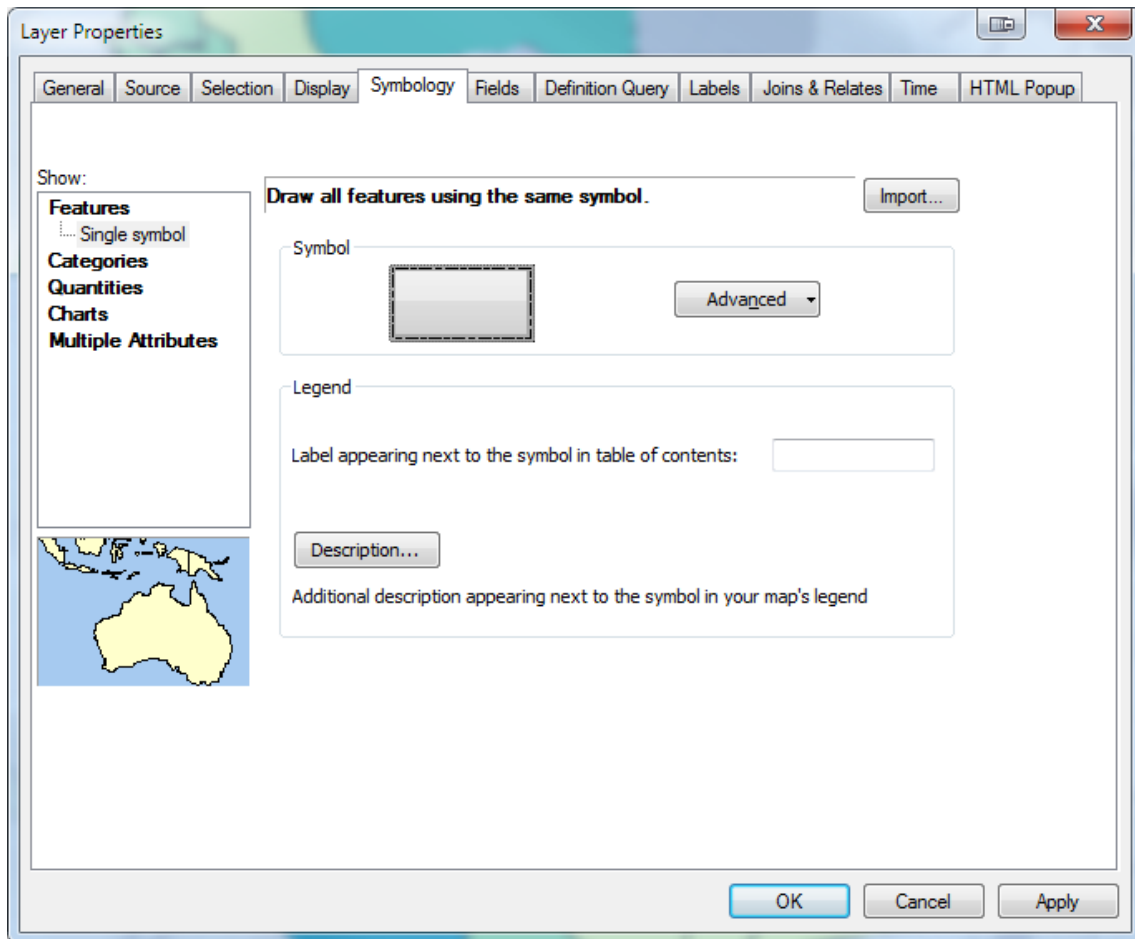 Layer Properties
General Source Selection Display Symbology Fields Definition Query Labels Joins & Relates Time HTML Popup
Show:
Features
Single symbol
Categories
Quantities
Charts
Multiple Attributes
Draw all features using the same symbol.
Import...
Symbol
Advanced
Legend
Label appearing next to the symbol in table of contents:
Description...
Additional description appearing next to the symbol in your map's legend
OK Cancel Apply